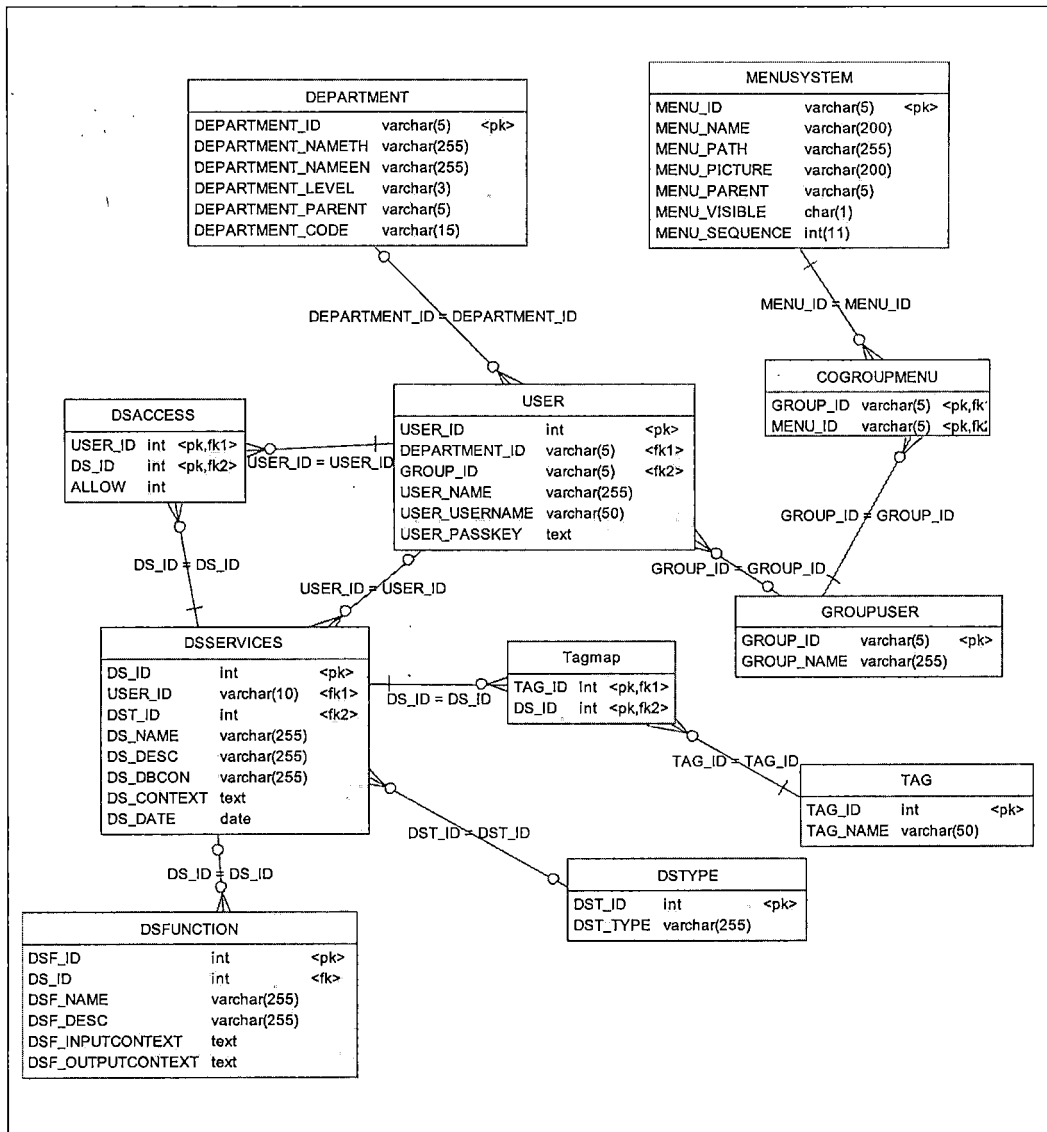 DEPARTMENT
DEPARTMENT_ID varchar(5) <pk>
DEPARTMENT_NAMETH varchar(255)
DEPARTMENT_NAMEEN varchar(255)
DEPARTMENT_LEVEL varchar(3)
DEPARTMENT_PARENT varchar(5)
DEPARTMENT_CODE varchar(15)
MENUSYSTEM
MENU_ID varchar(5) <pk>
MENU_NAME varchar(200)
MENU_PATH varchar(255)
MENU_PICTURE varchar(200)
MENU_PARENT varchar(5)
MENU_VISIBLE char(1)
MENU_SEQUENCE int(11)
DEPARTMENT_ID = DEPARTMENT_ID
MENU_ID = MENU_ID
COGROUPMENU
GROUP_ID varchar(5) <pk,fk
MENU_ID varchar(5) <pk,fk
DSACCESS
USER_ID int <pk,fk1>
DS_ID int <pk,fk2>
ALLOW int
USER_ID = USER_ID
USER
USER_ID int <pk>
DEPARTMENT_ID varchar(5) <fk1>
GROUP_ID varchar(5) <fk2>
USER_NAME varchar(255)
USER_USERNAME varchar(50)
USER_PASSKEY text
GROUP_ID = GROUP_ID
DS_ID = DS_ID
USER_ID = USER_ID
GROUP_ID = GROUP_ID
GROUPUSER
GROUP_ID varchar(5) <pk>
GROUP_NAME varchar(255)
DSSERVICES
DS_ID int <pk>
USER_ID varchar(10) <fk1>
DST_ID int <fk2>
DS_NAME varchar(255)
DS_DESC varchar(255)
DS_DBCON varchar(255)
DS_CONTEXT text
DS_DATE date
DS_ID = DS_ID
Tagmap
TAG_ID int <pk,fk1>
DS_ID int <pk,fk2>
TAG_ID = TAG_ID
TAG
TAG_ID int <pk>
TAG_NAME varchar(50)
DST_ID = DST_ID
DSTYPE
DST_ID int <pk>
DST_TYPE varchar(255)
DS_ID = DS_ID
DSFUNCTION
DSF_ID int <pk>
DS_ID int <fk>
DSF_NAME varchar(255)
DSF_DESC varchar(255)
DSF_INPUTCONTEXT text
DSF_OUTPUTCONTEXT text